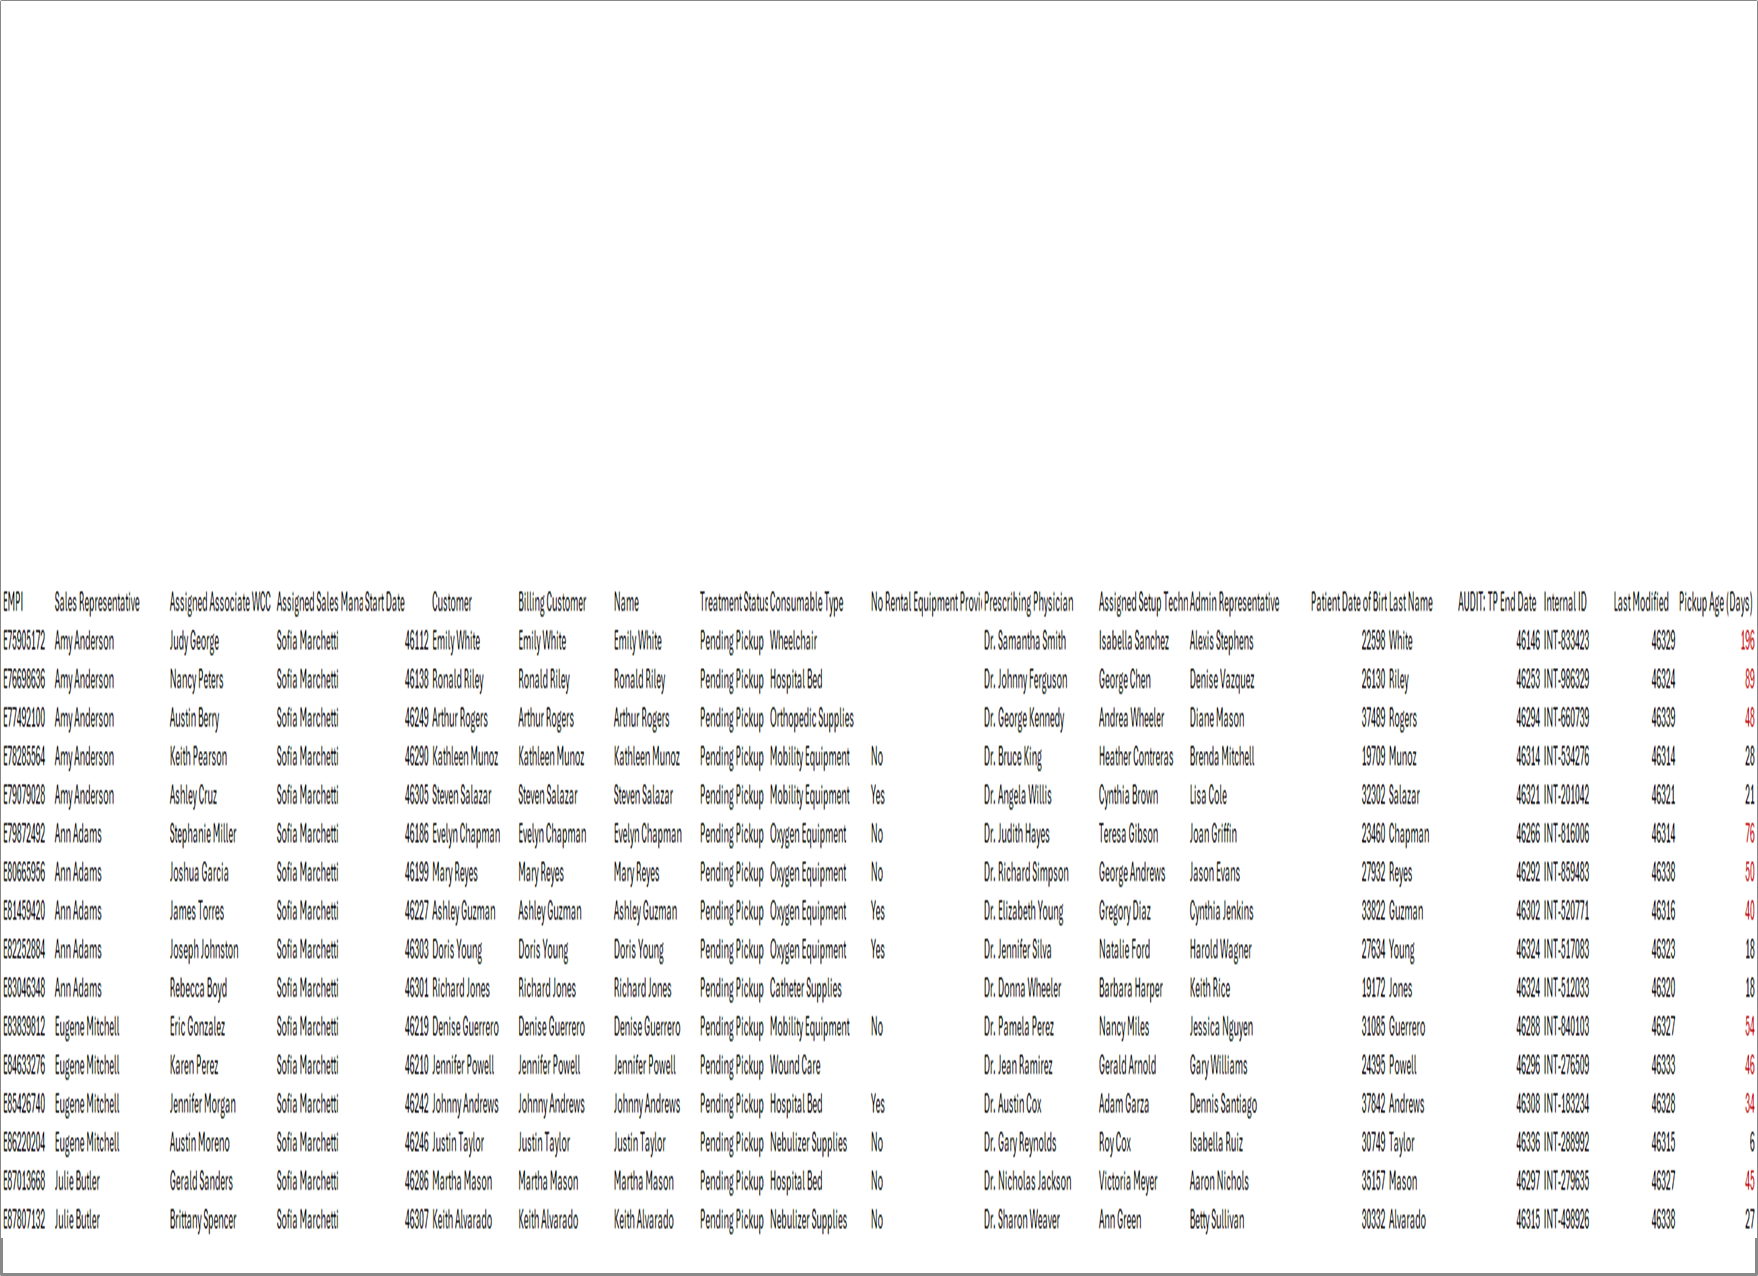 EMPI Sales Representative Assigned Associate WCC Assigned Sales Mana Start Date Customer Billing Customer Name Treatment Status Consumable Type No Rental Equipment Provi Prescribing Physician Assigned Setup Techn Admin Representative Patient Date of Birt Last Name AUDIT: TP End Date Internal ID Last Modified Pickup Age (Days)
E75905172 Amy Anderson Judy George Sofia Marchetti 46112 Emily White Emily White Emily White Pending Pickup Wheelchair Dr. Samantha Smith Isabella Sanchez Alexis Stephens 22598 White 46146 INT-833423 46329 196
E76698636 Amy Anderson Nancy Peters Sofia Marchetti 46138 Ronald Riley Ronald Riley Ronald Riley Pending Pickup Hospital Bed Dr. Johnny Ferguson George Chen Denise Vazquez 26130 Riley 46253 INT-986329 46324 89
E77492100 Amy Anderson Austin Berry Sofia Marchetti 46249 Arthur Rogers Arthur Rogers Arthur Rogers Pending Pickup Orthopedic Supplies Dr. George Kennedy Andrea Wheeler Diane Mason 37489 Rogers 46294 INT-660739 46339 48
E78285564 Amy Anderson Keith Pearson Sofia Marchetti 46290 Kathleen Munoz Kathleen Munoz Kathleen Munoz Pending Pickup Mobility Equipment No Dr. Bruce King Heather Contreras Brenda Mitchell 19709 Munoz 46314 INT-534276 46314 28
E79079028 Amy Anderson Ashley Cruz Sofia Marchetti 46305 Steven Salazar Steven Salazar Steven Salazar Pending Pickup Mobility Equipment Yes Dr. Angela Willis Cynthia Brown Lisa Cole 32302 Salazar 46321 INT-201042 46321 21
E79872492 Ann Adams Stephanie Miller Sofia Marchetti 46186 Evelyn Chapman Evelyn Chapman Evelyn Chapman Pending Pickup Oxygen Equipment No Dr. Judith Hayes Teresa Gibson Joan Griffin 23460 Chapman 46266 INT-816006 46314 76
E80665956 Ann Adams Joshua Garcia Sofia Marchetti 46199 Mary Reyes Mary Reyes Mary Reyes Pending Pickup Oxygen Equipment No Dr. Richard Simpson George Andrews Jason Evans 27932 Reyes 46292 INT-859483 46338 50
E81459420 Ann Adams James Torres Sofia Marchetti 46227 Ashley Guzman Ashley Guzman Ashley Guzman Pending Pickup Oxygen Equipment Yes Dr. Elizabeth Young Gregory Diaz Cynthia Jenkins 33822 Guzman 46302 INT-520771 46316 40
E82252884 Ann Adams Joseph Johnston Sofia Marchetti 46303 Doris Young Doris Young Doris Young Pending Pickup Oxygen Equipment Yes Dr. Jennifer Silva Natalie Ford Harold Wagner 27634 Young 46324 INT-517083 46323 18
E83046348 Ann Adams Rebecca Boyd Sofia Marchetti 46301 Richard Jones Richard Jones Richard Jones Pending Pickup Catheter Supplies Dr. Donna Wheeler Barbara Harper Keith Rice 19172 Jones 46324 INT-512033 46320 18
E83839812 Eugene Mitchell Eric Gonzalez Sofia Marchetti 46219 Denise Guerrero Denise Guerrero Denise Guerrero Pending Pickup Mobility Equipment No Dr. Pamela Perez Nancy Miles Jessica Nguyen 31085 Guerrero 46288 INT-840103 46327 54
E84633276 Eugene Mitchell Karen Perez Sofia Marchetti 46210 Jennifer Powell Jennifer Powell Jennifer Powell Pending Pickup Wound Care Dr. Jean Ramirez Gerald Arnold Gary Williams 24395 Powell 46296 INT-276509 46333 46
E85426740 Eugene Mitchell Jennifer Morgan Sofia Marchetti 46242 Johnny Andrews Johnny Andrews Johnny Andrews Pending Pickup Hospital Bed Yes Dr. Austin Cox Adam Garza Dennis Santiago 37842 Andrews 46308 INT-183234 46328 34
E86220204 Eugene Mitchell Austin Moreno Sofia Marchetti 46246 Justin Taylor Justin Taylor Justin Taylor Pending Pickup Nebulizer Supplies No Dr. Gary Reynolds Roy Cox Isabella Ruiz 30749 Taylor 46336 INT-288992 46315 6
E87013668 Julie Butler Gerald Sanders Sofia Marchetti 46286 Martha Mason Martha Mason Martha Mason Pending Pickup Hospital Bed No Dr. Nicholas Jackson Victoria Meyer Aaron Nichols 35157 Mason 46297 INT-279635 46327 45
E87807132 Julie Butler Brittany Spencer Sofia Marchetti 46307 Keith Alvarado Keith Alvarado Keith Alvarado Pending Pickup Nebulizer Supplies No Dr. Sharon Weaver Ann Green Betty Sullivan 30332 Alvarado 46315 INT-498926 46338 27